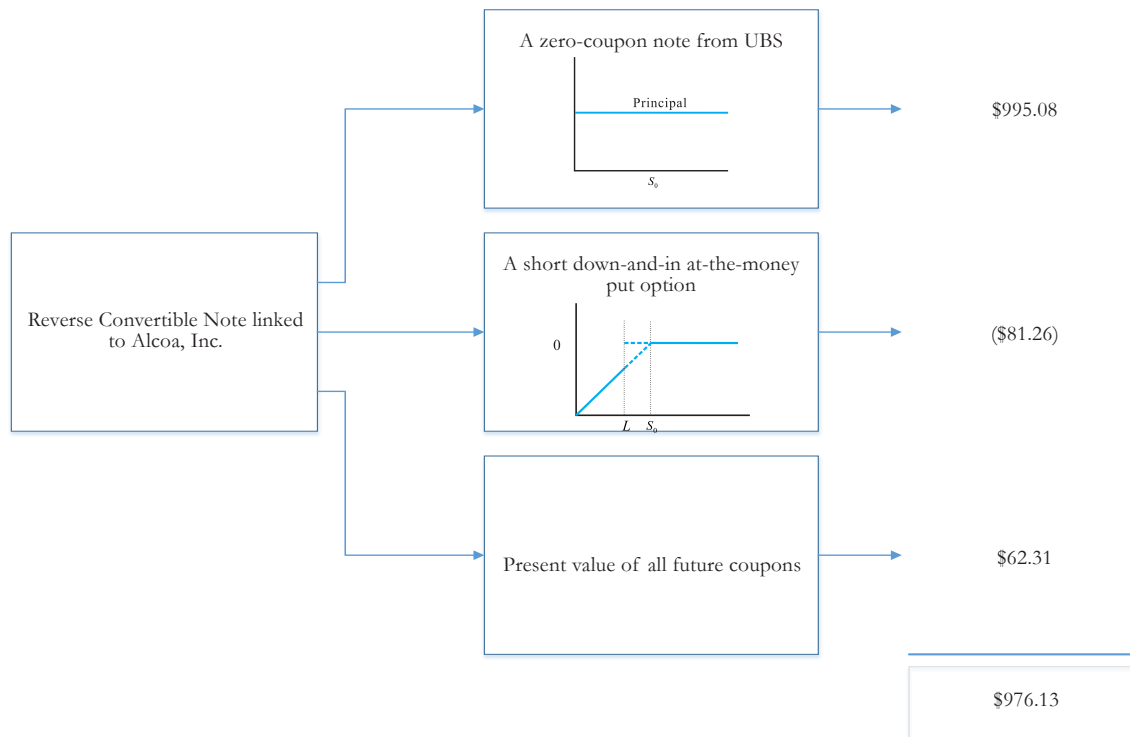 A zero-coupon note from UBS
Principal
S₀
$995.08
Reverse Convertible Note linked
to Alcoa, Inc.
A short down-and-in at-the-money
put option
0
L S₀
($81.26)
Present value of all future coupons
$62.31
$976.13